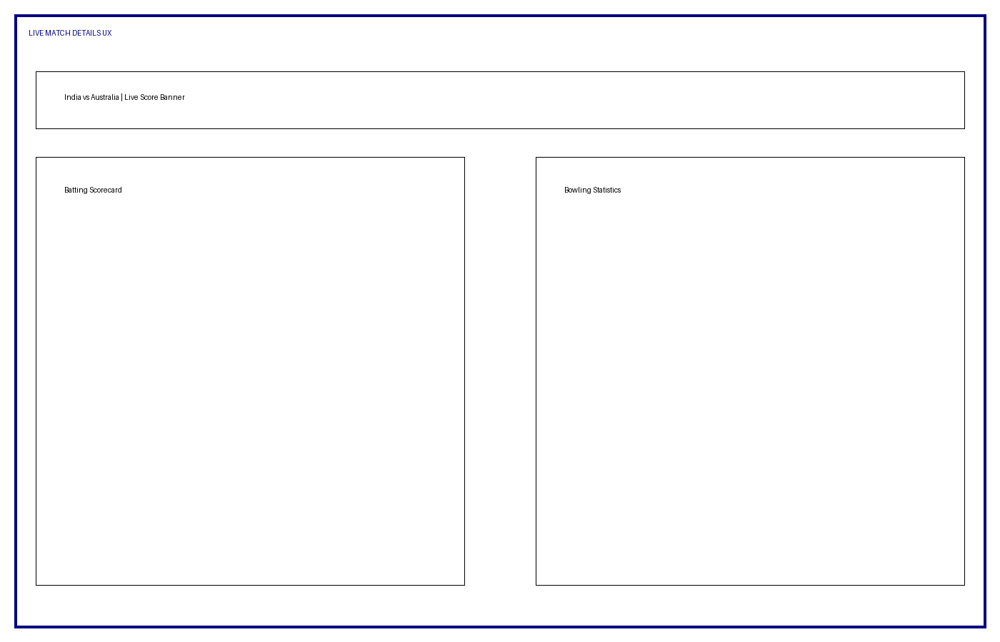 LIVE MATCH DETAILS UX
India vs Australia | Live Score Banner
Batting Scorecard
Bowling Statistics